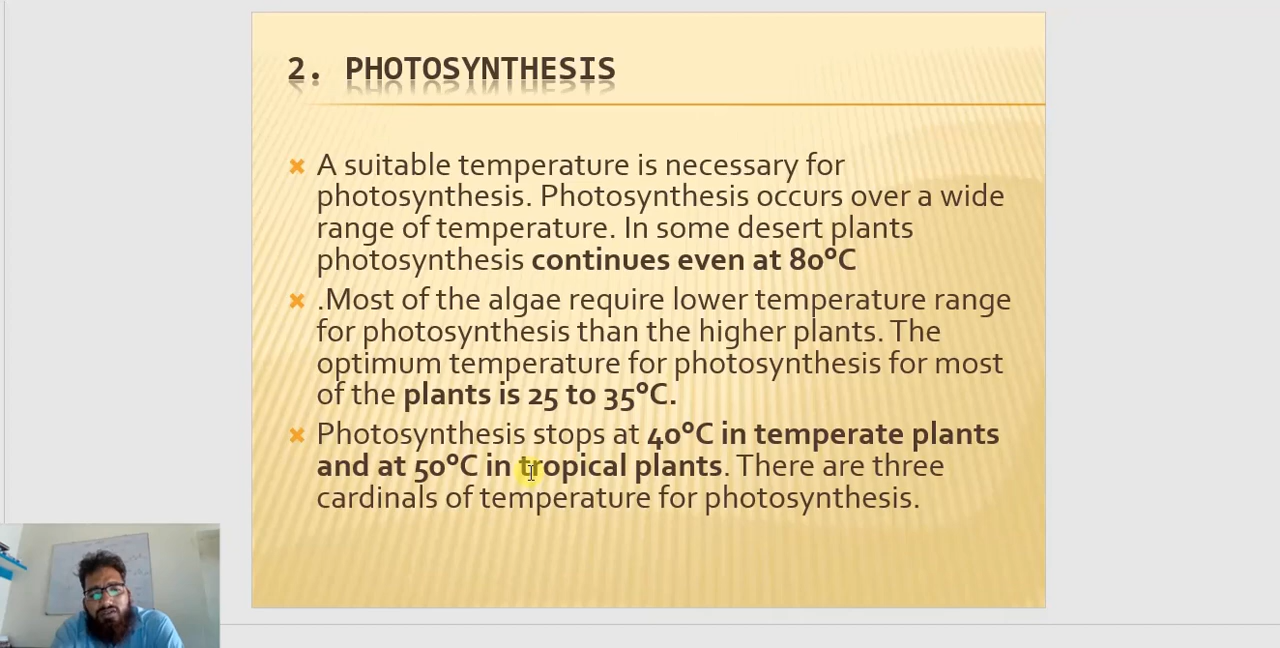 2. PHOTOSYNTHESIS
A suitable temperature is necessary for
photosynthesis. Photosynthesis occurs over a wide
range of temperature. In some desert plants
photosynthesis continues even at 80°C
.Most of the algae require lower temperature range
for photosynthesis than the higher plants. The
optimum temperature for photosynthesis for most
of the plants is 25 to 35°C.
Photosynthesis stops at 40°C in temperate plants
and at 50°C in tropical plants. There are three
cardinals of temperature for photosynthesis.